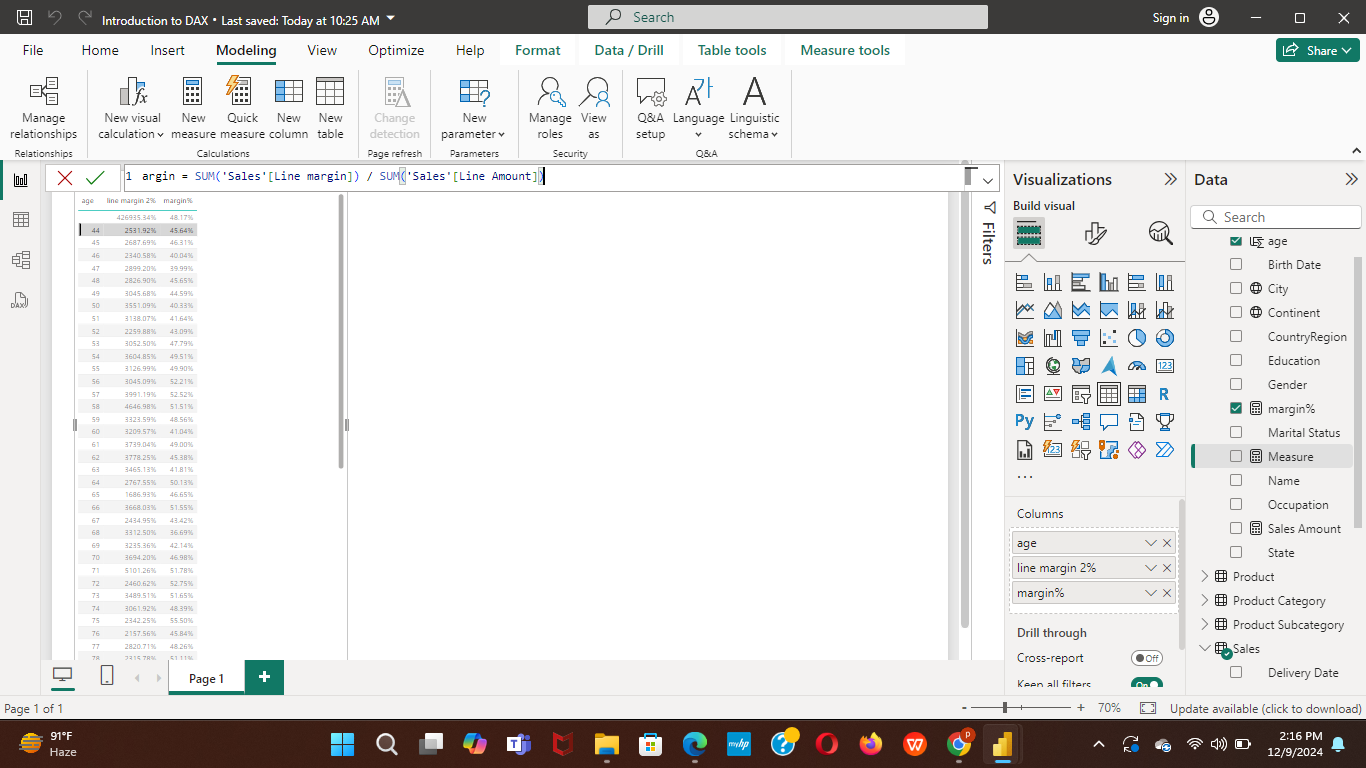 Introduction to DAX • Last saved: Today at 10:25 AM
Search
Sign in
File Home Insert Modeling View Optimize Help Format Data / Drill Table tools Measure tools
Share
Manage relationships
New visual calculation
New measure
Quick measure
New column
New table
Change detection
New parameter
Manage roles
View as
Q&A setup
Language
Linguistic schema
Relationships Calculations Page refresh Parameters Security Q&A
1 argin = SUM('Sales'[Line margin]) / SUM('Sales'[Line Amount])
age line margin 2% margin%
426935.34% 48.17%
44 2531.92% 45.64%
45 2687.69% 46.31%
46 2340.58% 40.04%
47 2899.20% 39.99%
48 2826.90% 45.65%
49 3045.68% 44.59%
50 3551.09% 40.33%
51 3138.07% 41.64%
52 2259.88% 43.09%
53 3052.50% 47.79%
54 3604.85% 49.51%
55 3126.99% 49.90%
56 3045.09% 52.21%
57 3991.19% 52.52%
58 4646.98% 51.51%
59 3323.59% 48.56%
60 3209.57% 41.04%
61 3739.04% 49.00%
62 3778.25% 45.38%
63 3465.13% 41.81%
64 2767.55% 50.13%
65 1686.93% 46.65%
66 3668.03% 51.55%
67 2434.95% 43.42%
68 3312.50% 36.69%
69 3235.36% 42.14%
70 3694.20% 46.98%
71 5101.26% 51.78%
72 2460.62% 52.75%
73 3489.51% 51.65%
74 3061.92% 48.39%
75 2342.25% 55.50%
76 2157.56% 45.84%
77 2820.71% 48.26%
78 2315.78% 51.11%
Filters
Visualizations
Build visual
123
R
Py
123
...
Columns
age
line margin 2%
margin%
Drill through
Cross-report Off
Keep all filters On
Data
Search
age
Birth Date
City
Continent
CountryRegion
Education
Gender
margin%
Marital Status
Measure
Name
Occupation
Sales Amount
State
Product
Product Category
Product Subcategory
Sales
Delivery Date
DAX
Page 1
+
Page 1 of 1
- + 70%
Update available (click to download)
91°F
Haze
myhp
2:16 PM
12/9/2024